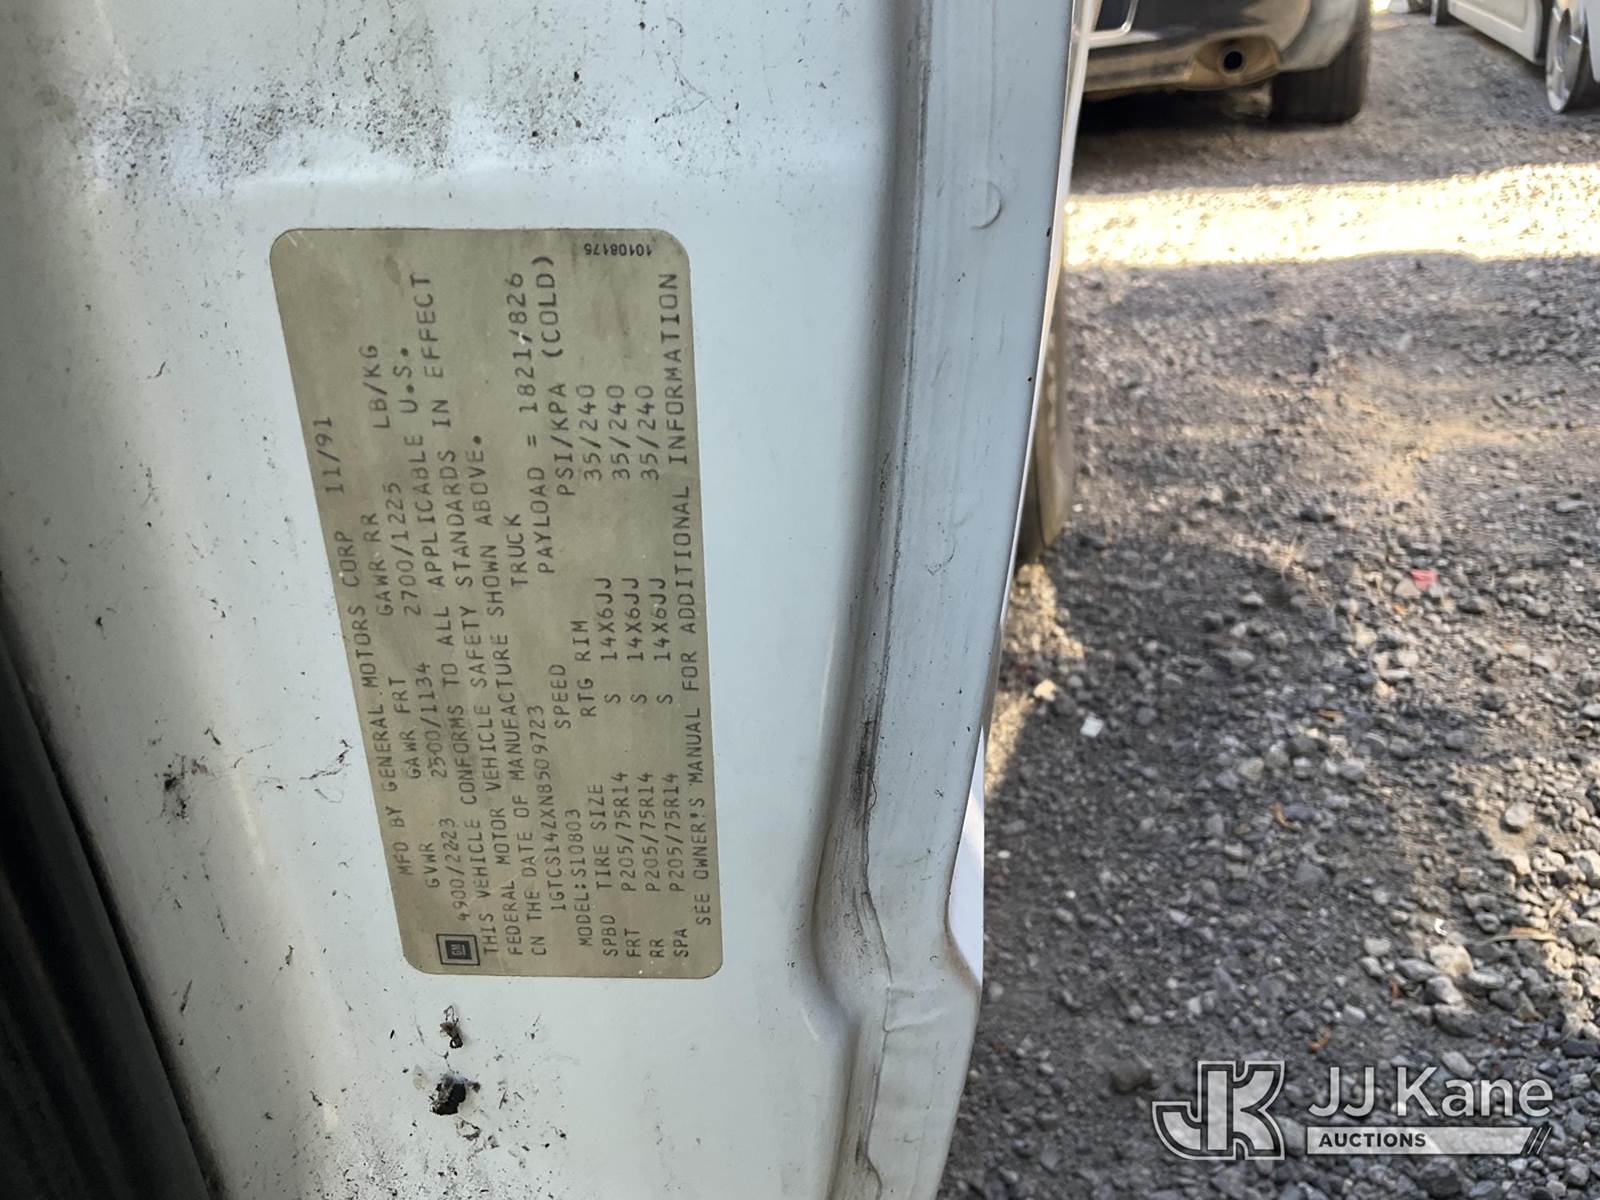 MFD BY GENERAL MOTORS CORP 11/91
GVWR GAWR FRT GAWR RR LB/KG
GM 4900/2223 2500/1134 2700/1225
THIS VEHICLE CONFORMS TO ALL APPLICABLE U.S.
FEDERAL MOTOR VEHICLE SAFETY STANDARDS IN EFFECT
ON THE DATE OF MANUFACTURE SHOWN ABOVE.
1GTCS14ZXN8509723 TRUCK
MODEL:S10803 PAYLOAD = 1821/826
SPEED
SPBD TIRE SIZE RTG RIM PSI/KPA (COLD)
FRT P205/75R14 S 14X6JJ 35/240
RR P205/75R14 S 14X6JJ 35/240
SPA P205/75R14 S 14X6JJ 35/240
SEE OWNER'S MANUAL FOR ADDITIONAL INFORMATION
10108175
JK JJ Kane
AUCTIONS